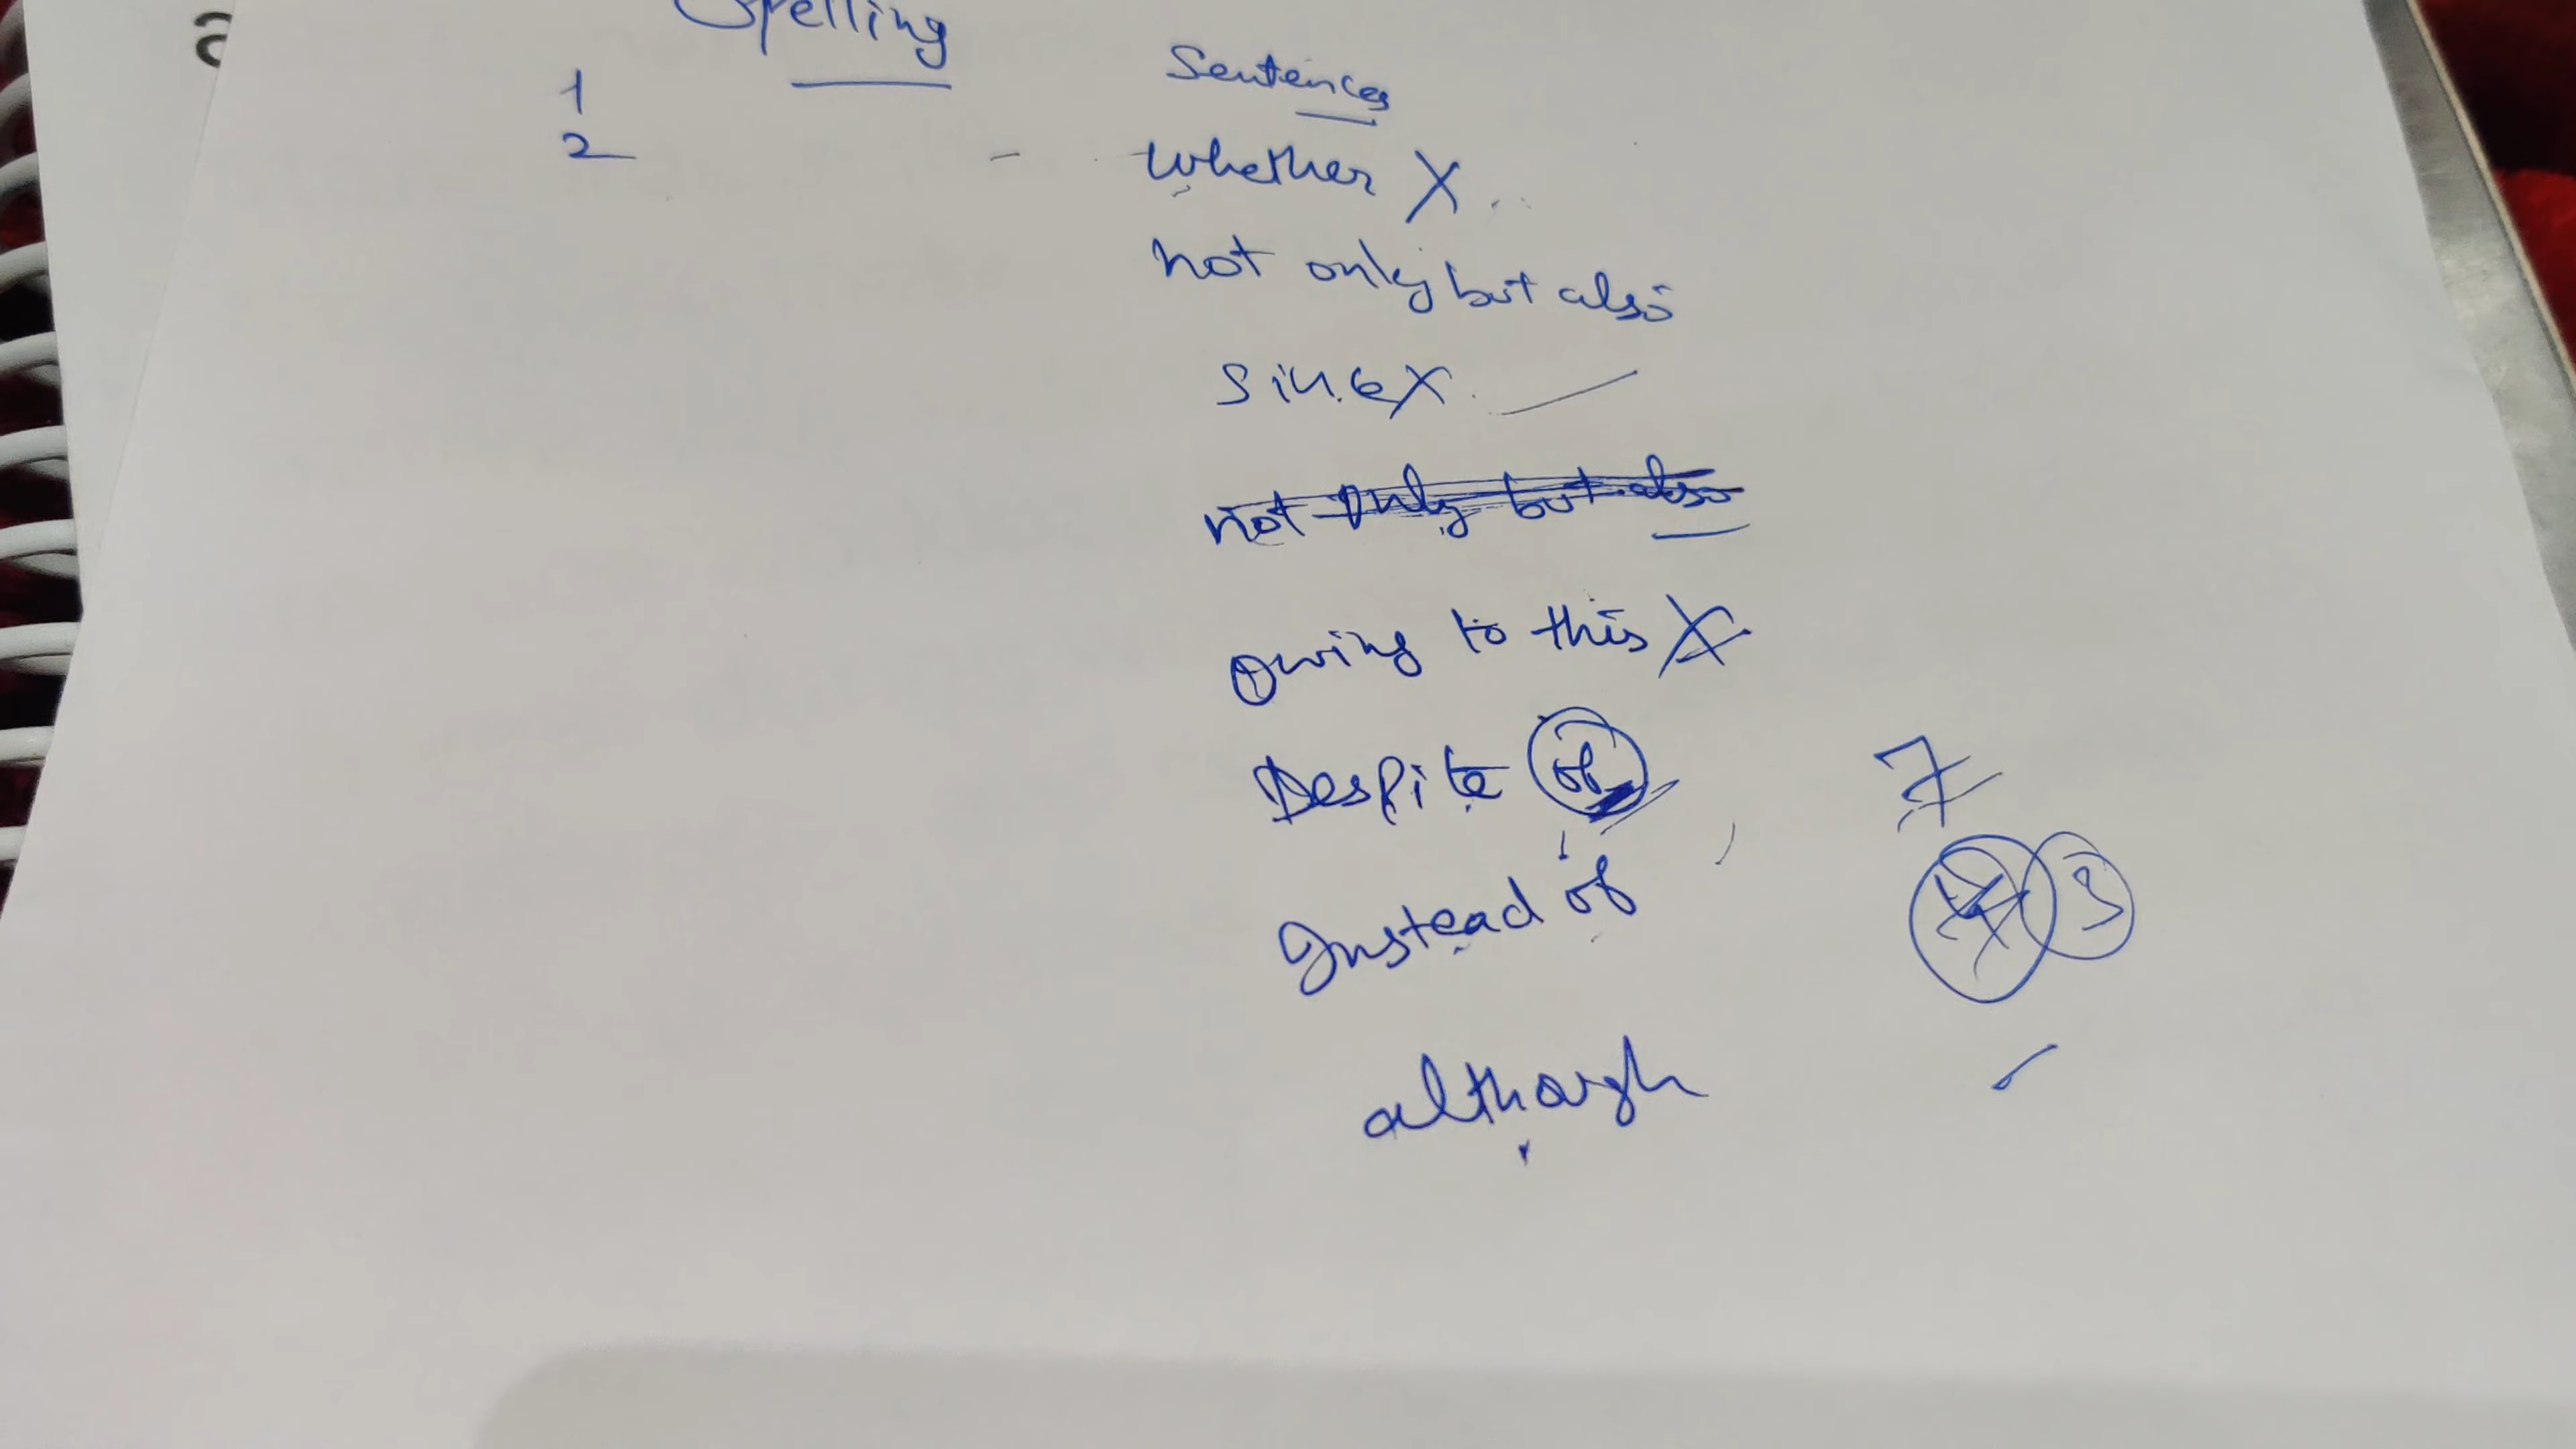 a
Spelling
Sentences
1
2 - whether X
not only but also
since X
not only but also
owing to this X
Despite of
7
Instead of
3
although